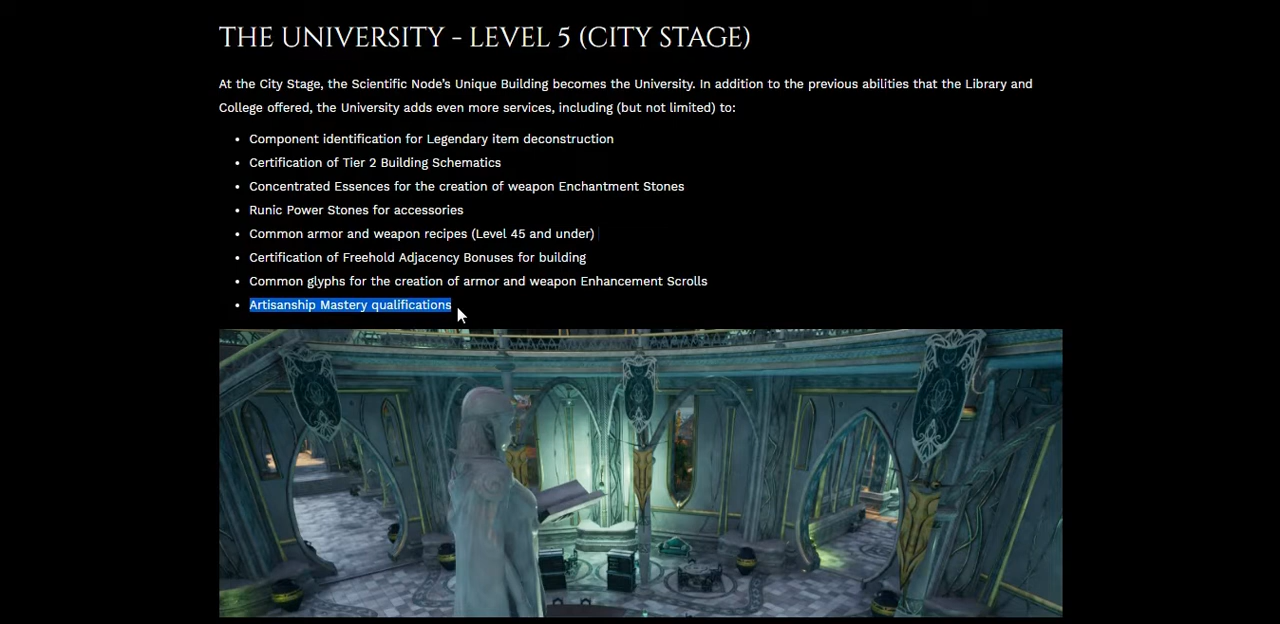 THE UNIVERSITY - LEVEL 5 (CITY STAGE)
At the City Stage, the Scientific Node's Unique Building becomes the University. In addition to the previous abilities that the Library and
College offered, the University adds even more services, including (but not limited) to:
• Component identification for Legendary item deconstruction
• Certification of Tier 2 Building Schematics
• Concentrated Essences for the creation of weapon Enchantment Stones
• Runic Power Stones for accessories
• Common armor and weapon recipes (Level 45 and under)
• Certification of Freehold Adjacency Bonuses for building
• Common glyphs for the creation of armor and weapon Enhancement Scrolls
• Artisanship Mastery qualifications